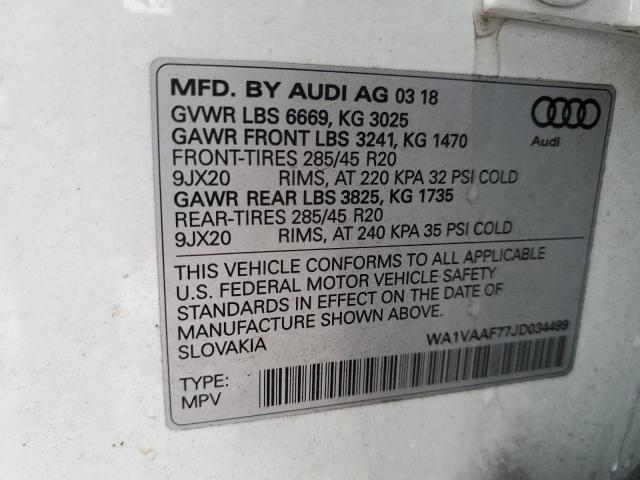 MFD. BY AUDI AG 03 18
GVWR LBS 6669, KG 3025
GAWR FRONT LBS 3241, KG 1470
FRONT-TIRES 285/45 R20
9JX20 RIMS, AT 220 KPA 32 PSI COLD
GAWR REAR LBS 3825, KG 1735
REAR-TIRES 285/45 R20
9JX20 RIMS, AT 240 KPA 35 PSI COLD
Audi
THIS VEHICLE CONFORMS TO ALL APPLICABLE
U.S. FEDERAL MOTOR VEHICLE SAFETY
STANDARDS IN EFFECT ON THE DATE OF
MANUFACTURE SHOWN ABOVE.
SLOVAKIA
WA1VAAF77JD034499
TYPE:
MPV